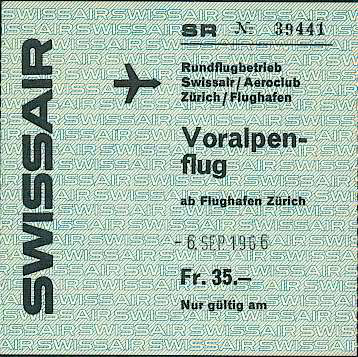 SWISSAIR
SR № 39441
Rundflugbetrieb
Swissair/Aeroclub
Zürich/Flughafen
Voralpen-
flug
ab Flughafen Zürich
-6. SEP 1966
Fr. 35.—
Nur gültig am